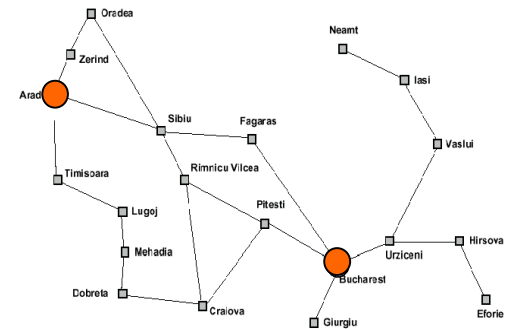 Oradea
Neamt
Zerind
Iasi
Arad
Sibiu
Fagaras
Vaslui
Timisoara
Rimnicu Vilcea
Pitesti
Lugoj
Hirsova
Urziceni
Mehadia
Bucharest
Dobreta
Craiova
Eforie
Giurgiu